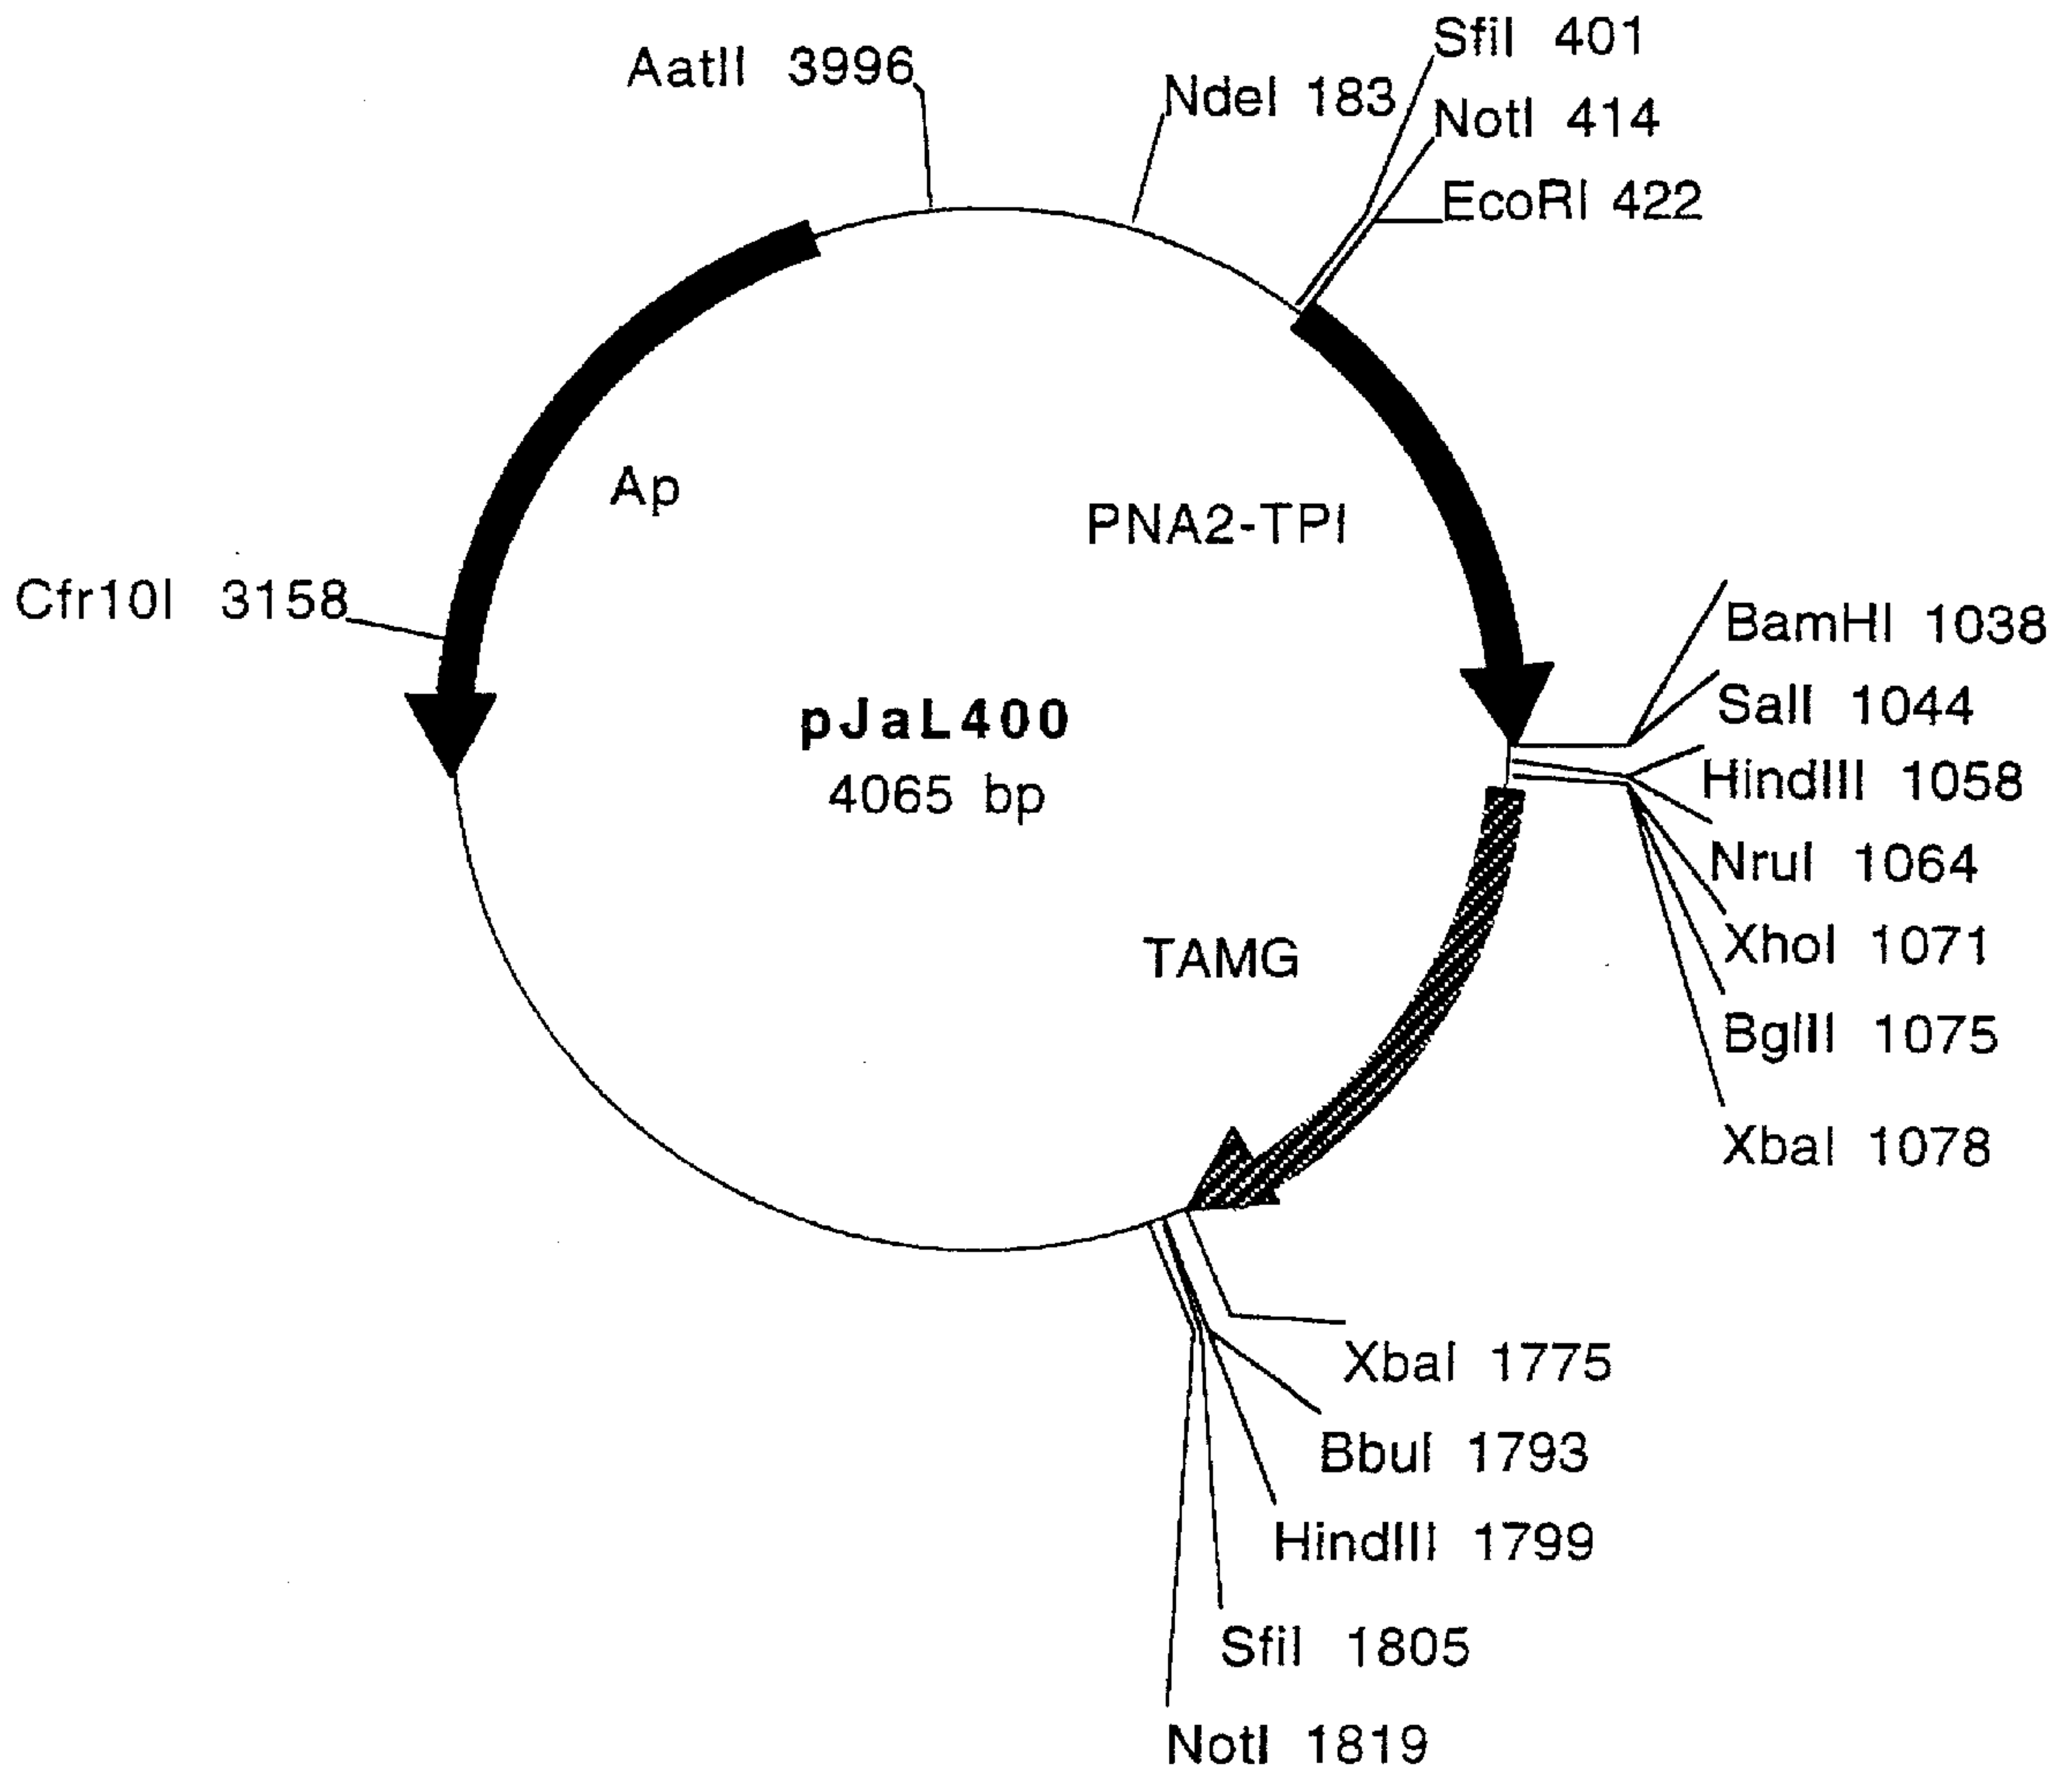 SfiI 401
AatII 3996
NdeI 183
NotI 414
EcoRI 422
Ap
PNA2-TPI
Cfr10I 3158
BamHI 1038
SalI 1044
pJaL400
HindIII 1058
4065 bp
NruI 1064
TAMG
XhoI 1071
BglII 1075
XbaI 1078
XbaI 1775
BbuI 1793
HindIII 1799
SfiI 1805
NotI 1819